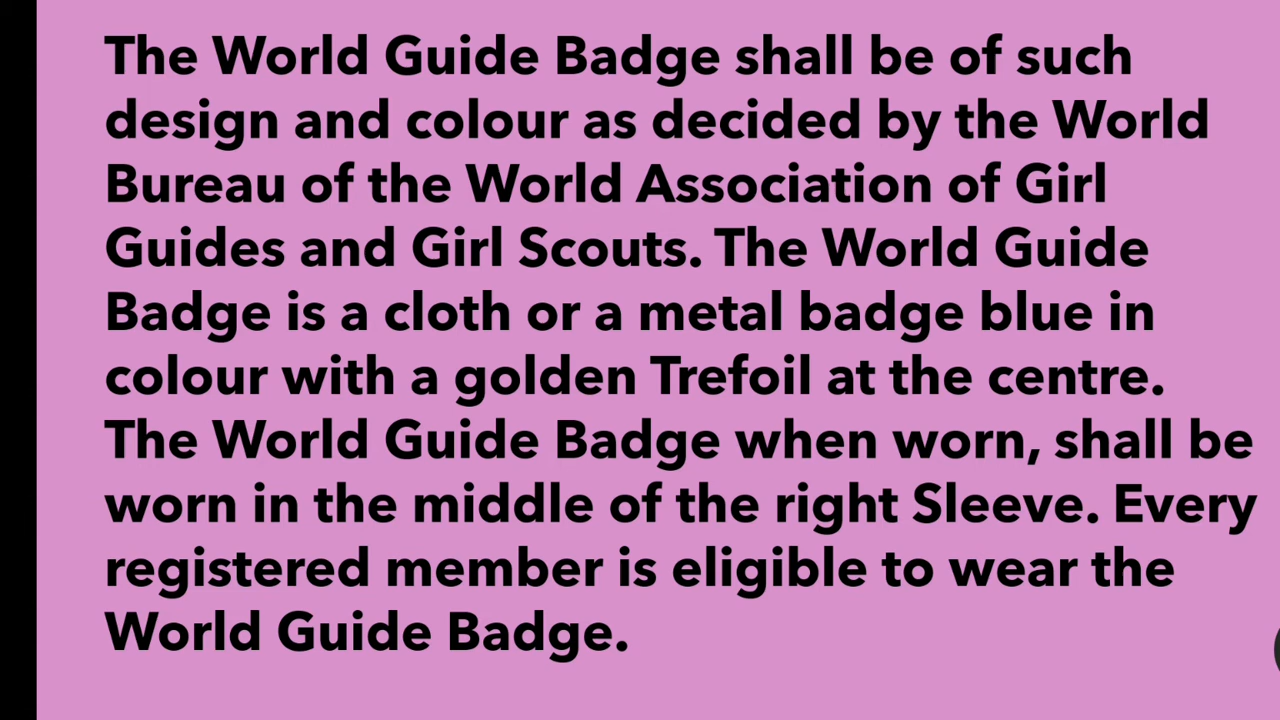 The World Guide Badge shall be of such
design and colour as decided by the World
Bureau of the World Association of Girl
Guides and Girl Scouts. The World Guide
Badge is a cloth or a metal badge blue in
colour with a golden Trefoil at the centre.
The World Guide Badge when worn, shall be
worn in the middle of the right Sleeve. Every
registered member is eligible to wear the
World Guide Badge.